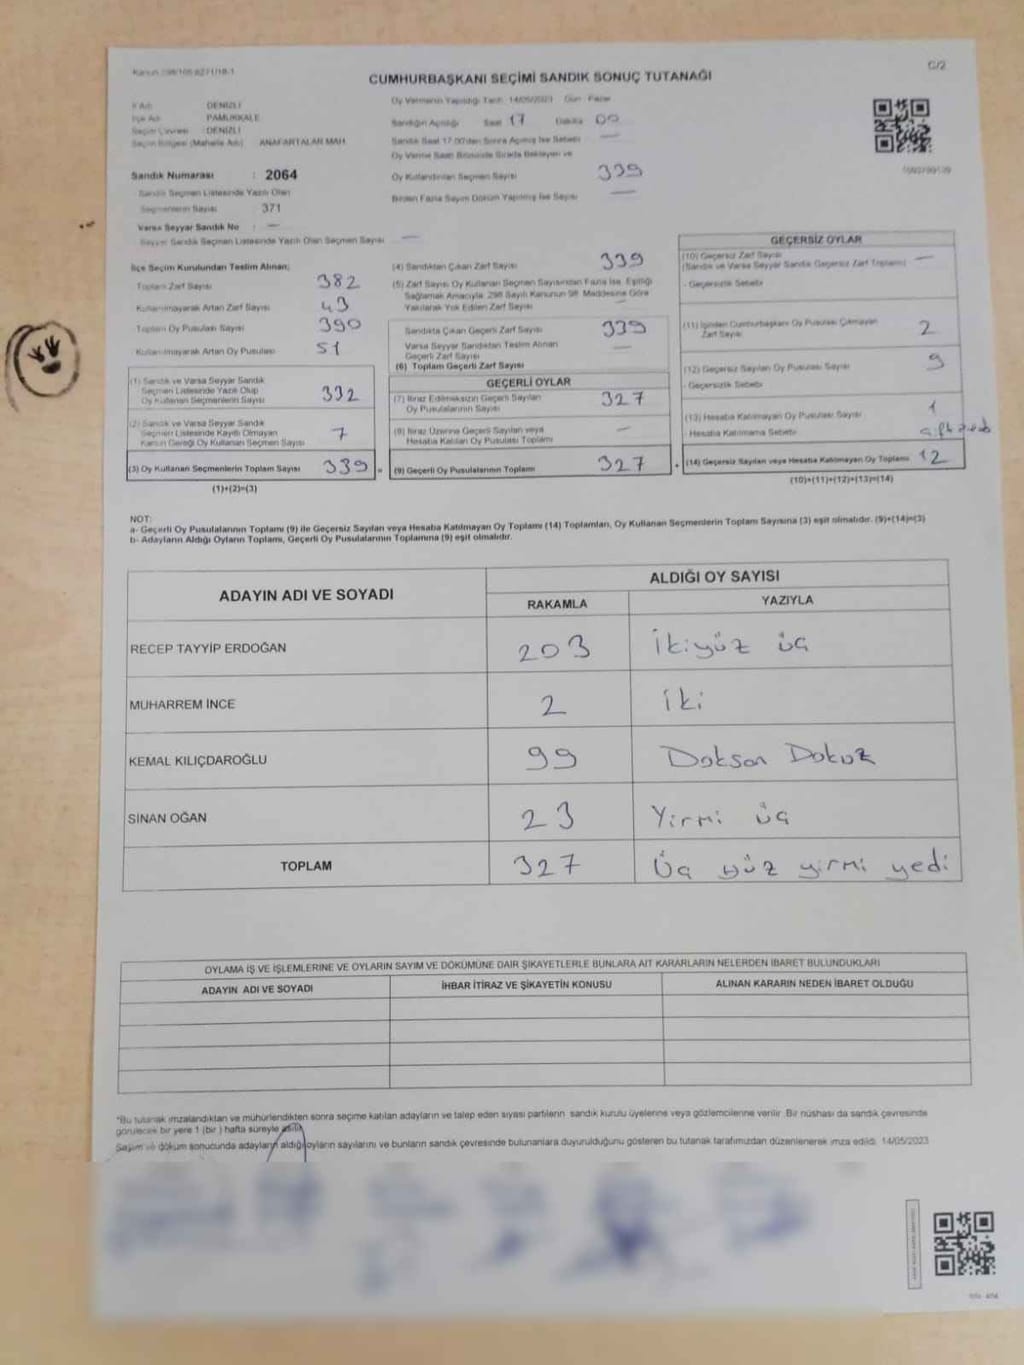 C/2
CUMHURBAŞKANI SEÇİMİ SANDIK SONUÇ TUTANAĞI
İl Adı : DENİZLİ
İlçe Adı : PAMUKKALE
Seçim Çevresi : DENİZLİ
Seçim Bölgesi (Mahalle Adı) : ANAFARTALAR MAH.
Sandık Numarası : 2064
Sandık Seçmen Listesinde Yazılı Olan
Seçmenlerin Sayısı : 371
Varsa Seyyar Sandık No : —
Seyyar Sandık Seçmen Listesinde Yazılı Olan Seçmen Sayısı —
Oy Vermenin Yapıldığı Tarih: 14/05/2023 Gün: Pazar
Sandığın Açıldığı Saat 17 Dakika 00
Sandık Saat 17.00'dan Sonra Açılmış İse Sebebi —
Oy Verme Saati Bitiminde Sırada Bekleyen ve
Oy Kullandırılan Seçmen Sayısı 339
Birden Fazla Sayım Döküm Yapılmış İse Sayısı —
İlçe Seçim Kurulundan Teslim Alınan;
Toplam Zarf Sayısı 382
Kullanılmayarak Artan Zarf Sayısı 43
Toplam Oy Pusulası Sayısı 390
Kullanılmayarak Artan Oy Pusulası 51
(1) Sandık ve Varsa Seyyar Sandık
Seçmen Listesinde Yazılı Olup
Oy Kullanan Seçmenlerin Sayısı 332
(2) Sandık ve Varsa Seyyar Sandık
Seçmen Listesinde Kayıtlı Olmayan
Kanun Gereği Oy Kullanan Seçmen Sayısı 7
(3) Oy Kullanan Seçmenlerin Toplam Sayısı 339
(1)+(2)=(3)
(4) Sandıktan Çıkan Zarf Sayısı 339
(5) Zarf Sayısı Oy Kullanan Seçmen Sayısından Fazla İse, Eşitliği
Sağlamak Amacıyla; 298 Sayılı Kanunun 98. Maddesine Göre
Yakılarak Yok Edilen Zarf Sayısı —
Sandıkta Çıkan Geçerli Zarf Sayısı 339
Varsa Seyyar Sandıktan Teslim Alınan
Geçerli Zarf Sayısı —
(6) Toplam Geçerli Zarf Sayısı
GEÇERLİ OYLAR
(7) İtiraz Edilmeksizin Geçerli Sayılan
Oy Pusulalarının Sayısı 327
(8) İtiraz Üzerine Geçerli Sayılan veya
Hesaba Katılan Oy Pusulası Toplamı —
(9) Geçerli Oy Pusulalarının Toplamı 327
GEÇERSİZ OYLAR
(10) Geçersiz Zarf Sayısı —
(Sandık ve Varsa Seyyar Sandık Geçersiz Zarf Toplamı)
- Geçersizlik Sebebi
(11) İçinden Cumhurbaşkanı Oy Pusulası Çıkmayan
Zarf Sayısı 2
(12) Geçersiz Sayılan Oy Pusulası Sayısı 9
- Geçersizlik Sebebi
(13) Hesaba Katılmayan Oy Pusulası Sayısı 1
- Hesaba Katılmama Sebebi
(14) Geçersiz Sayılan veya Hesaba Katılmayan Oy Toplamı 12
(10)+(11)+(12)+(13)=(14)
NOT:
a- Geçerli Oy Pusulalarının Toplamı (9) ile Geçersiz Sayılan veya Hesaba Katılmayan Oy Toplamı (14) Toplamları, Oy Kullanan Seçmenlerin Toplam Sayısına (3) eşit olmalıdır. (9)+(14)=(3)
b- Adayların Aldığı Oyların Toplamı, Geçerli Oy Pusulalarının Toplamına (9) eşit olmalıdır.
ADAYIN ADI VE SOYADI
ALDIĞI OY SAYISI
RAKAMLA YAZIYLA
RECEP TAYYİP ERDOĞAN 203 İkiyüz üç
MUHARREM İNCE 2 İki
KEMAL KILIÇDAROĞLU 99 Doksan Dokuz
SİNAN OĞAN 23 Yirmi üç
TOPLAM 327 Üç yüz yirmi yedi
OYLAMA İŞ VE İŞLEMLERİNE VE OYLARIN SAYIM VE DÖKÜMÜNE DAİR ŞİKAYETLERLE BUNLARA AİT KARARLARIN NELERDEN İBARET BULUNDUKLARI
ADAYIN ADI VE SOYADI İHBAR İTİRAZ VE ŞİKAYETİN KONUSU ALINAN KARARIN NEDEN İBARET OLDUĞU
*Bu tutanak imzalandıktan ve mühürlendikten sonra seçime katılan adayların ve talep eden siyasi partilerin sandık kurulu üyelerine veya gözlemcilerine verilir. Bir nüshası da sandık çevresinde
görülecek bir yere 1 (bir) hafta süreyle asılır.
Sayım ve döküm sonucunda adayların aldığı oyların sayılarını ve bunların sandık çevresinde bulunanlara duyurulduğunu gösteren bu tutanak tarafımızdan düzenlenerek imza edildi. 14/05/2023